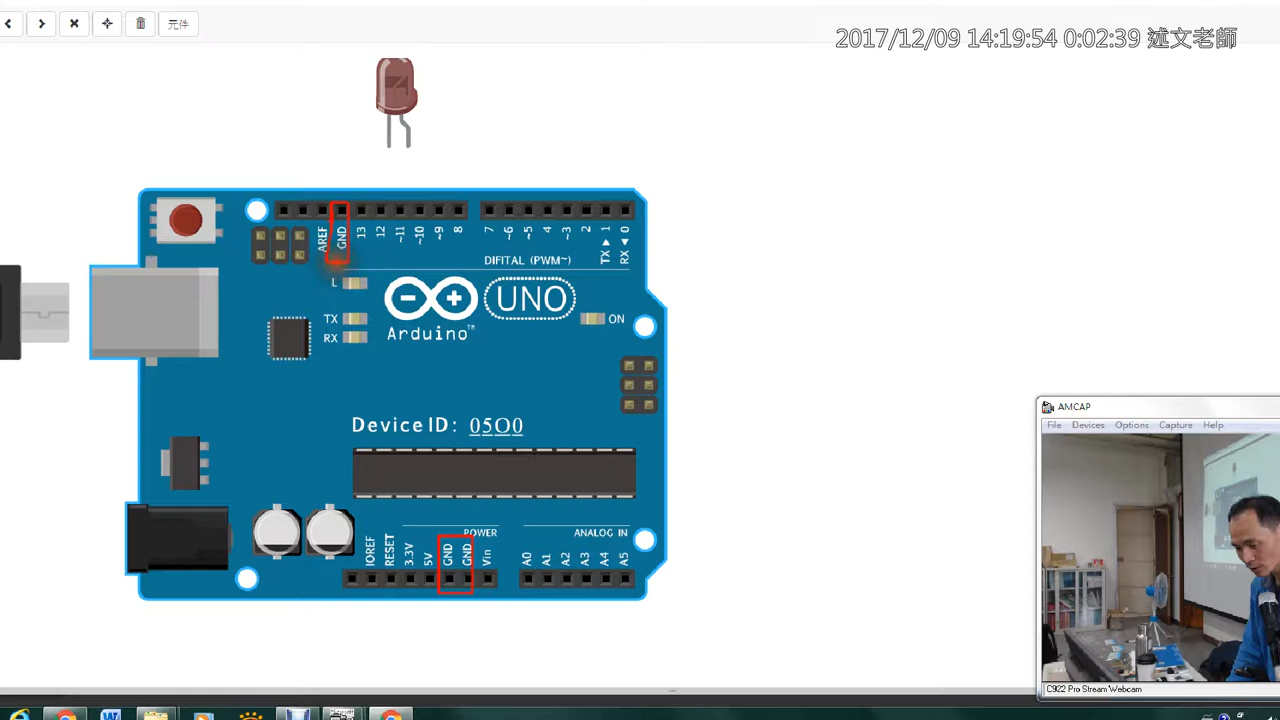 元件
2017/12/09 14:19:54 0:02:39 述文老師
AREF
GND
13
12
~11
~10
~9
8
7
~6
~5
4
~3
2
TX ▶ 1
RX ◀ 0
DIFITAL (PWM~)
L
TX
RX
UNO
Arduino™
ON
Device ID: 05O0
POWER
ANALOG IN
IOREF
RESET
3.3V
5V
GND
GND
Vin
A0
A1
A2
A3
A4
A5
AMCAP
File Devices Options Capture Help
C922 Pro Stream Webcam